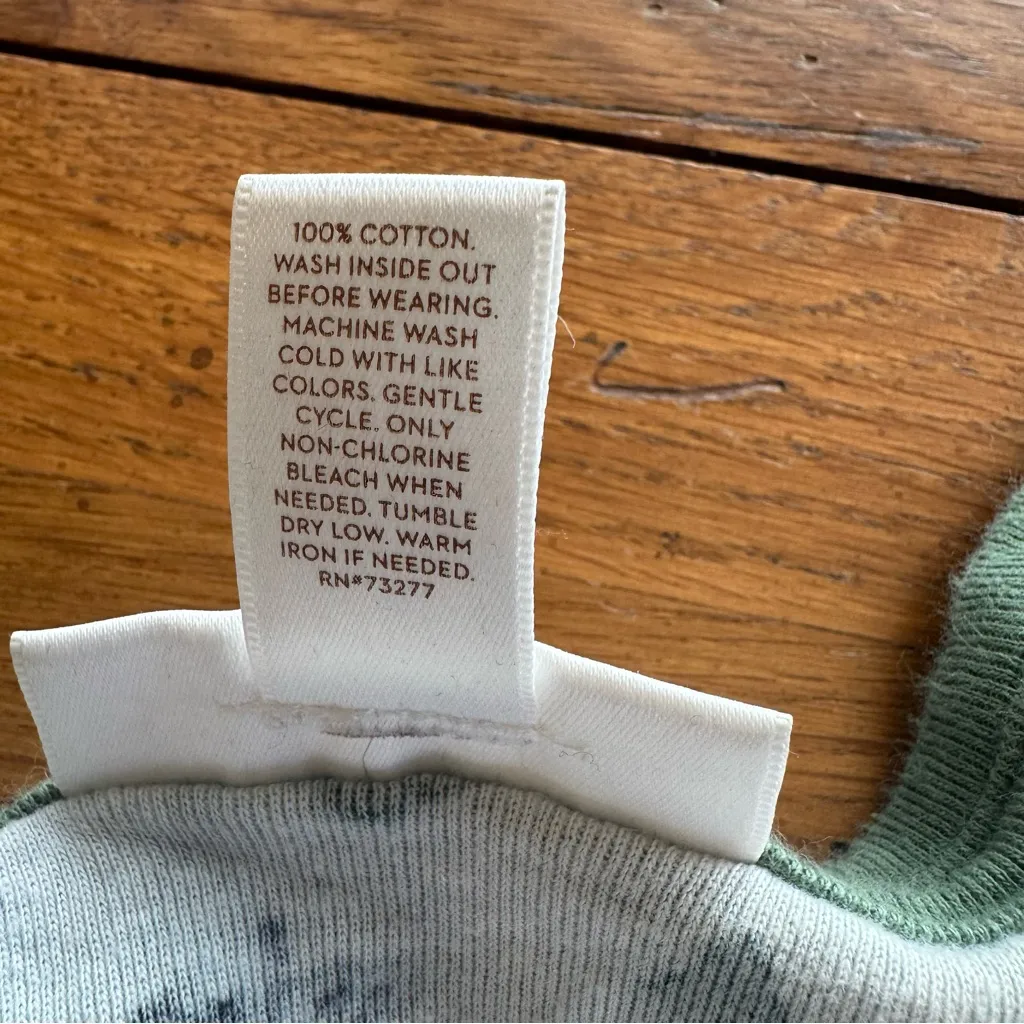 100% COTTON.
WASH INSIDE OUT
BEFORE WEARING.
MACHINE WASH
COLD WITH LIKE
COLORS. GENTLE
CYCLE. ONLY
NON-CHLORINE
BLEACH WHEN
NEEDED. TUMBLE
DRY LOW. WARM
IRON IF NEEDED.
RN#73277